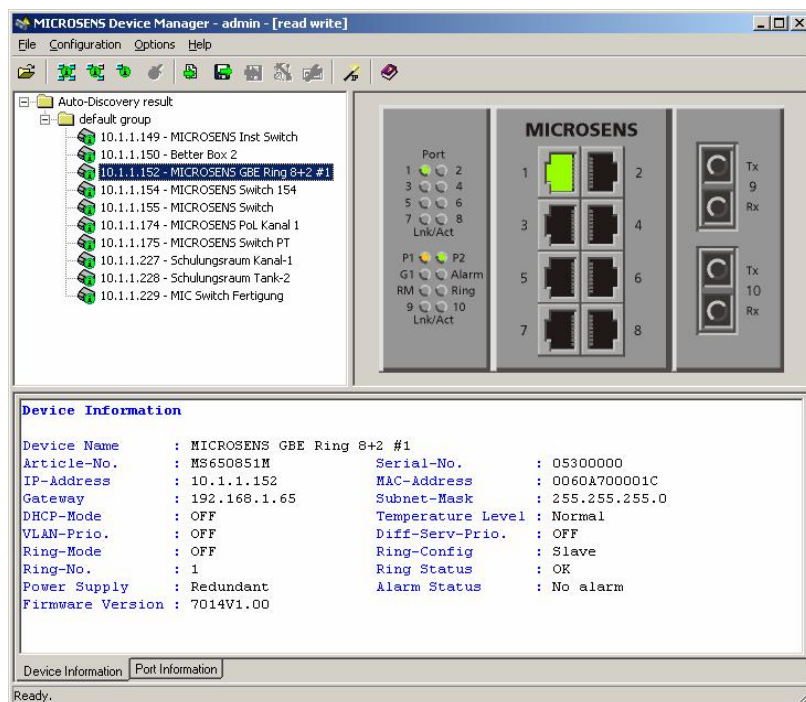 MICROSENS Device Manager - admin - [read write]
File Configuration Options Help
Auto-Discovery result
default group
10.1.1.149 - MICROSENS Inst Switch
10.1.1.150 - Better Box 2
10.1.1.152 - MICROSENS GBE Ring 8+2 #1
10.1.1.154 - MICROSENS Switch 154
10.1.1.155 - MICROSENS Switch
10.1.1.174 - MICROSENS PoL Kanal 1
10.1.1.175 - MICROSENS Switch PT
10.1.1.227 - Schulungsraum Kanal-1
10.1.1.228 - Schulungsraum Tank-2
10.1.1.229 - MIC Switch Fertigung
Port
1 2
3 4
5 6
7 8
Lnk/Act
P1 P2
G1 Alarm
RM Ring
9 10
Lnk/Act
MICROSENS
1 2
3 4
5 6
7 8
Tx
9
Rx
Tx
10
Rx
Device Information
Device Name : MICROSENS GBE Ring 8+2 #1
Article-No. : MS650851M Serial-No. : 05300000
IP-Address : 10.1.1.152 MAC-Address : 0060A700001C
Gateway : 192.168.1.65 Subnet-Mask : 255.255.255.0
DHCP-Mode : OFF Temperature Level : Normal
VLAN-Prio. : OFF Diff-Serv-Prio. : OFF
Ring-Mode : OFF Ring-Config : Slave
Ring-No. : 1 Ring Status : OK
Power Supply : Redundant Alarm Status : No alarm
Firmware Version : 7014V1.00
Device Information Port Information
Ready.